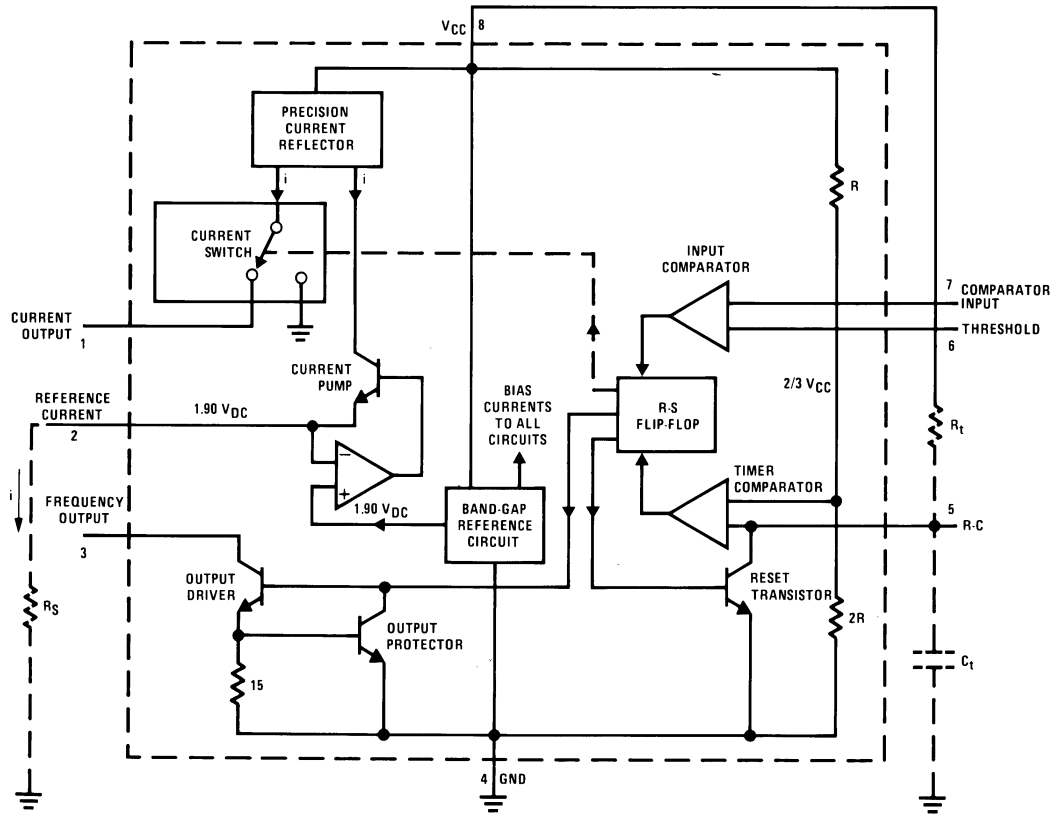 VCC 8
PRECISION
CURRENT
REFLECTOR
i
i
R
CURRENT
SWITCH
INPUT
COMPARATOR
7 COMPARATOR
INPUT
CURRENT
OUTPUT
1
THRESHOLD
6
CURRENT
PUMP
BIAS
CURRENTS
TO ALL
CIRCUITS
R-S
FLIP-FLOP
2/3 VCC
REFERENCE
CURRENT
2
1.90 VDC
Rt
i
−
+
1.90 VDC
TIMER
COMPARATOR
FREQUENCY
OUTPUT
3
BAND-GAP
REFERENCE
CIRCUIT
5
R-C
RS
OUTPUT
DRIVER
RESET
TRANSISTOR
2R
OUTPUT
PROTECTOR
15
Ct
4 GND